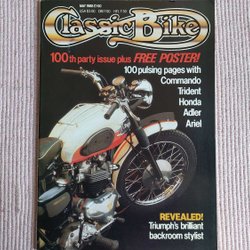 Classic Bike
100th party issue plus FREE POSTER!
100 pulsing pages with
Commando
Trident
Honda
Adler
Ariel
REVEALED!
Triumph's brilliant
backroom stylist